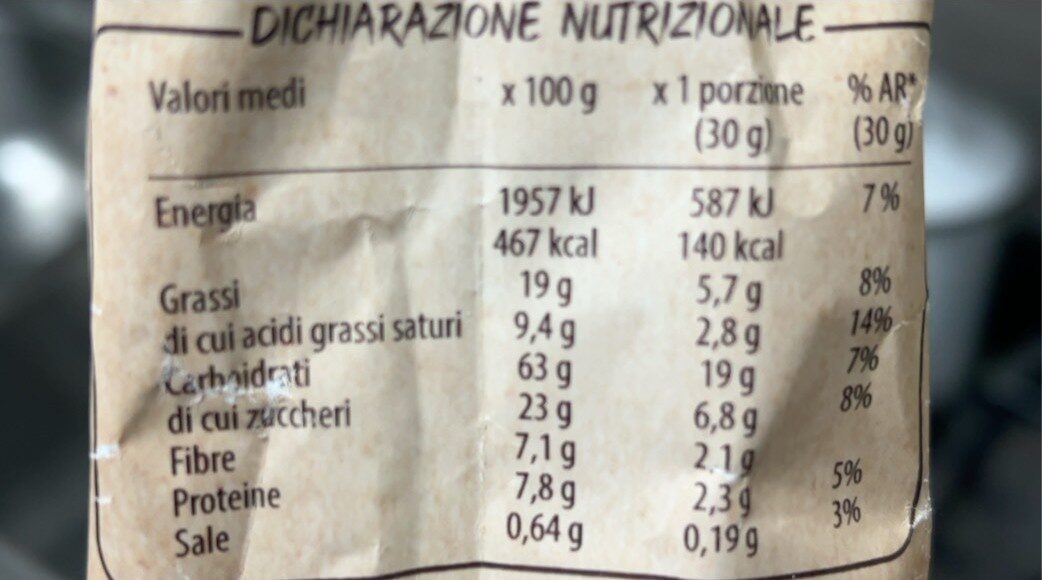 DICHIARAZIONE NUTRIZIONALE
Valori medi x 100 g x 1 porzione % AR*
(30 g) (30 g)
Energia 1957 kJ 587 kJ 7%
467 kcal 140 kcal
Grassi 19 g 5,7 g 8%
di cui acidi grassi saturi 9,4 g 2,8 g 14%
Carboidrati 63 g 19 g 7%
di cui zuccheri 23 g 6,8 g 8%
Fibre 7,1 g 2,1 g
Proteine 7,8 g 2,3 g 5%
Sale 0,64 g 0,19 g 3%